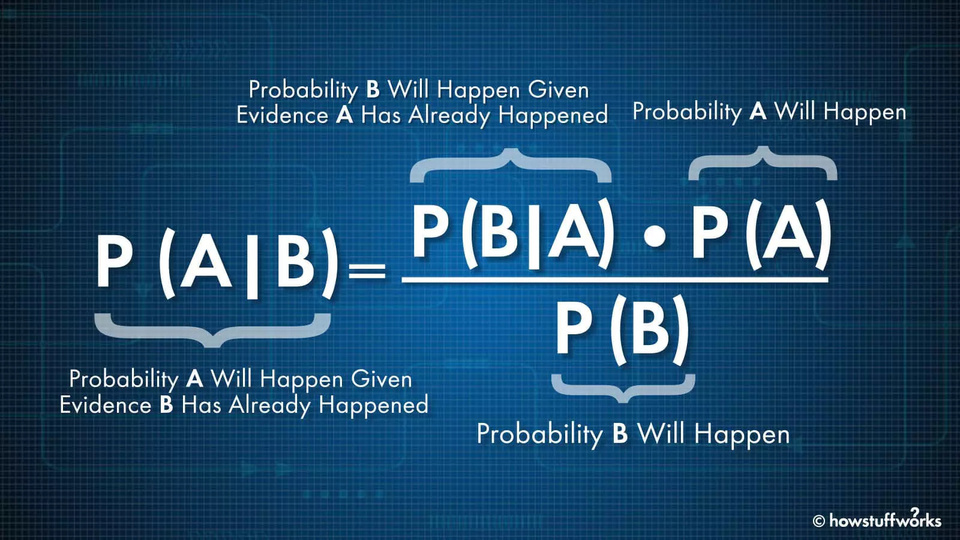 Probability B Will Happen Given
Evidence A Has Already Happened
Probability A Will Happen
P (A|B) =
P (B|A) • P (A)
P (B)
Probability A Will Happen Given
Evidence B Has Already Happened
Probability B Will Happen
© howstuffworks